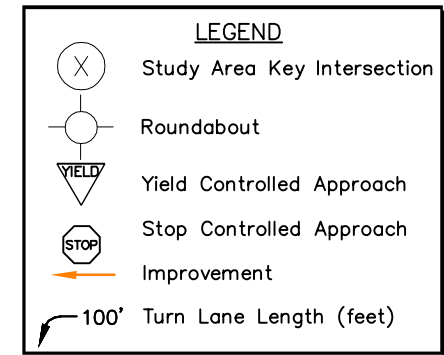 LEGEND
X Study Area Key Intersection
Roundabout
YIELD Yield Controlled Approach
STOP Stop Controlled Approach
Improvement
100' Turn Lane Length (feet)